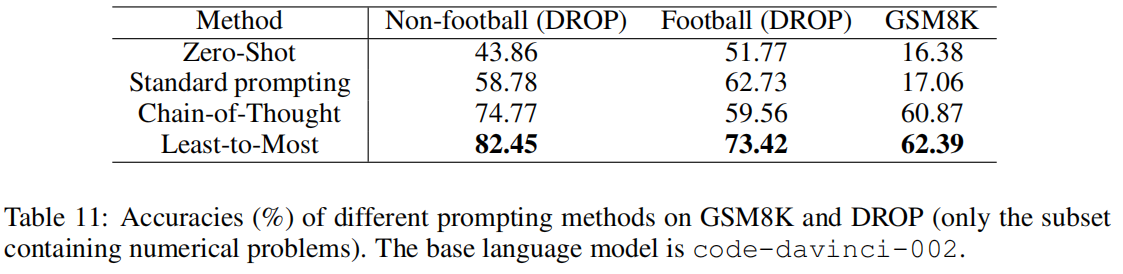 Method Non-football (DROP) Football (DROP) GSM8K
Zero-Shot 43.86 51.77 16.38
Standard prompting 58.78 62.73 17.06
Chain-of-Thought 74.77 59.56 60.87
Least-to-Most 82.45 73.42 62.39
Table 11: Accuracies (%) of different prompting methods on GSM8K and DROP (only the subset
containing numerical problems). The base language model is code-davinci-002.